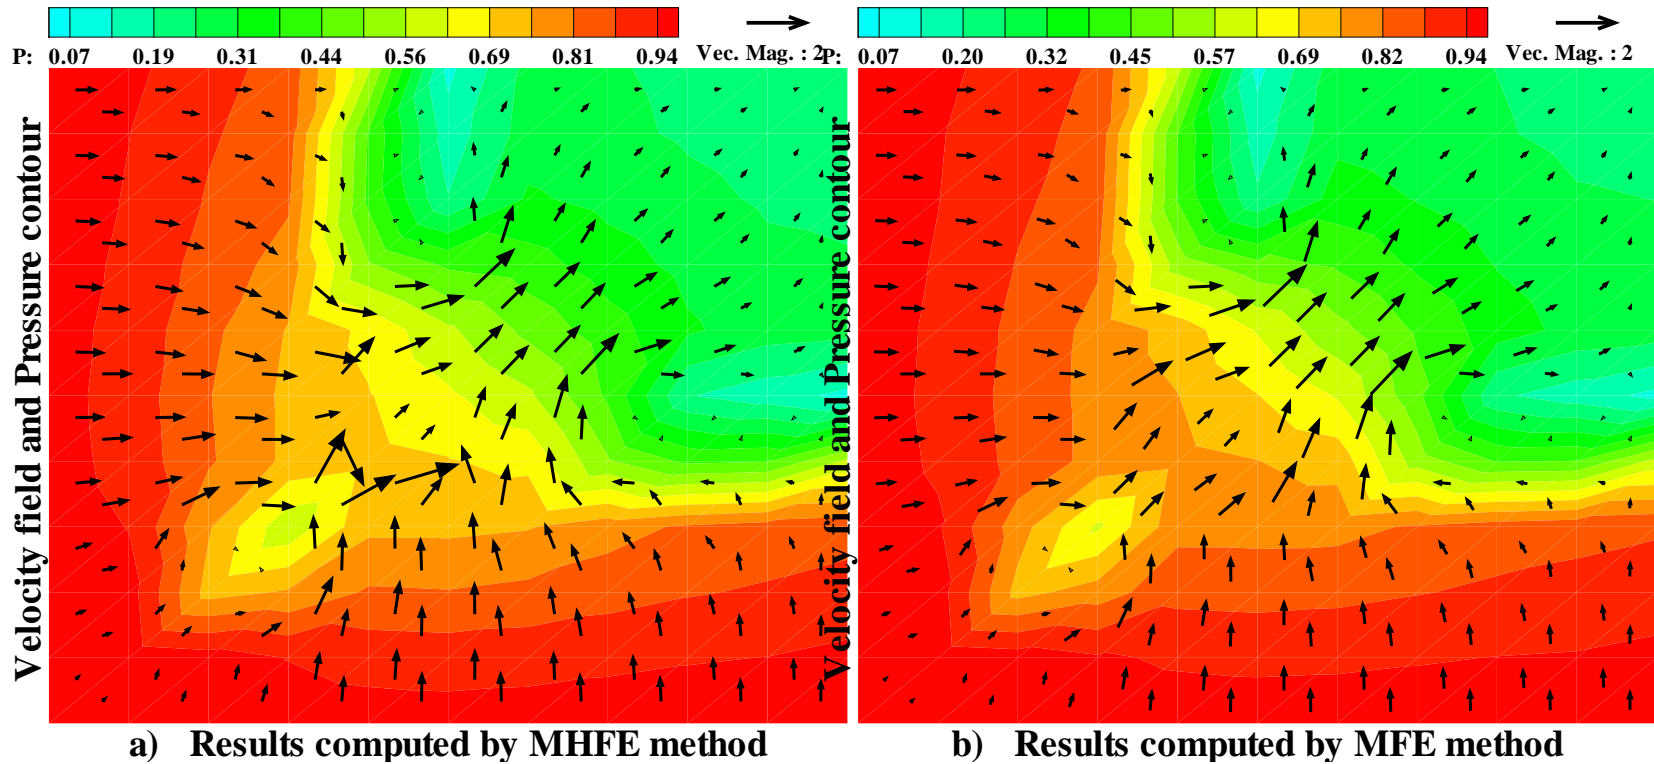 P: 0.07 0.19 0.31 0.44 0.56 0.69 0.81 0.94 Vec. Mag. : 2
Velocity field and Pressure contour
a) Results computed by MHFE method
P: 0.07 0.20 0.32 0.45 0.57 0.69 0.82 0.94 Vec. Mag. : 2
Velocity field and Pressure contour
b) Results computed by MFE method